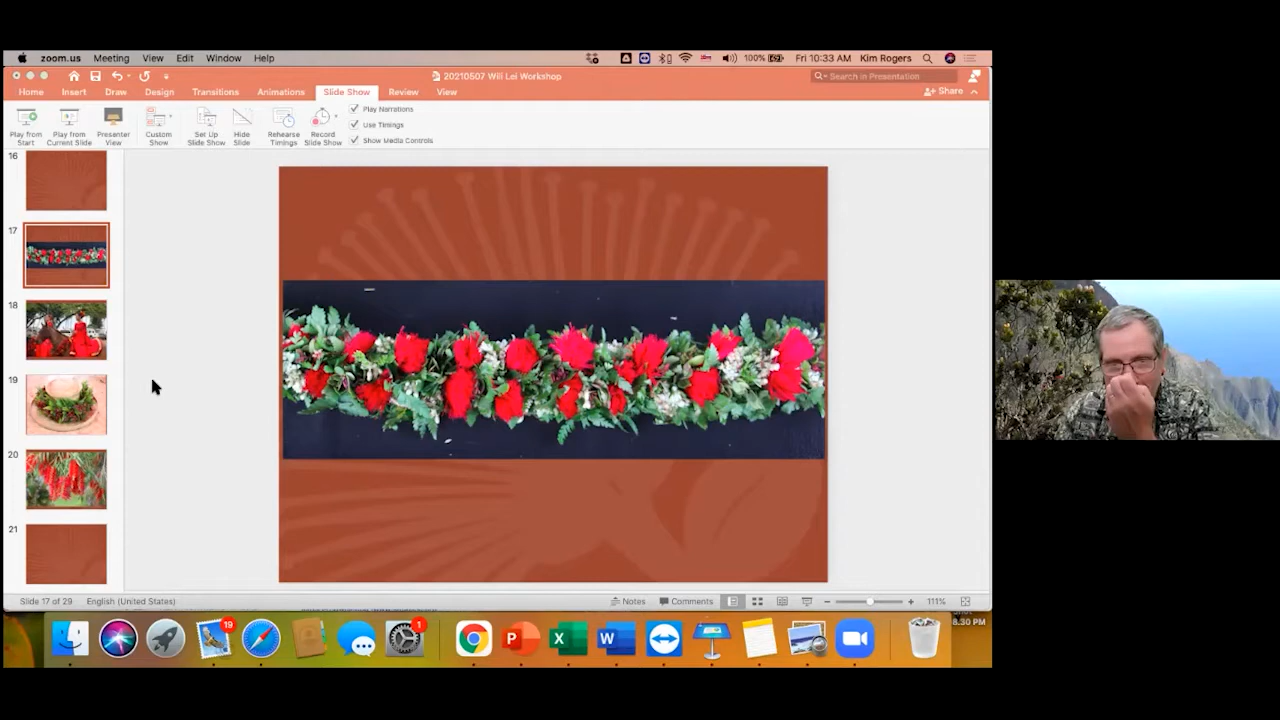 zoom.us Meeting View Edit Window Help 100% Fri 10:33 AM Kim Rogers
20210507 Wili Lei Workshop
Search in Presentation
Home Insert Draw Design Transitions Animations Slide Show Review View Share
Play from Start
Play from Current Slide
Presenter View
Custom Show
Set Up Slide Show
Hide Slide
Rehearse Timings
Record Slide Show
Play Narrations
Use Timings
Show Media Controls
16
17
18
19
20
21
Slide 17 of 29 English (United States) Notes Comments 111%
8.30 PM
19
1
P X W